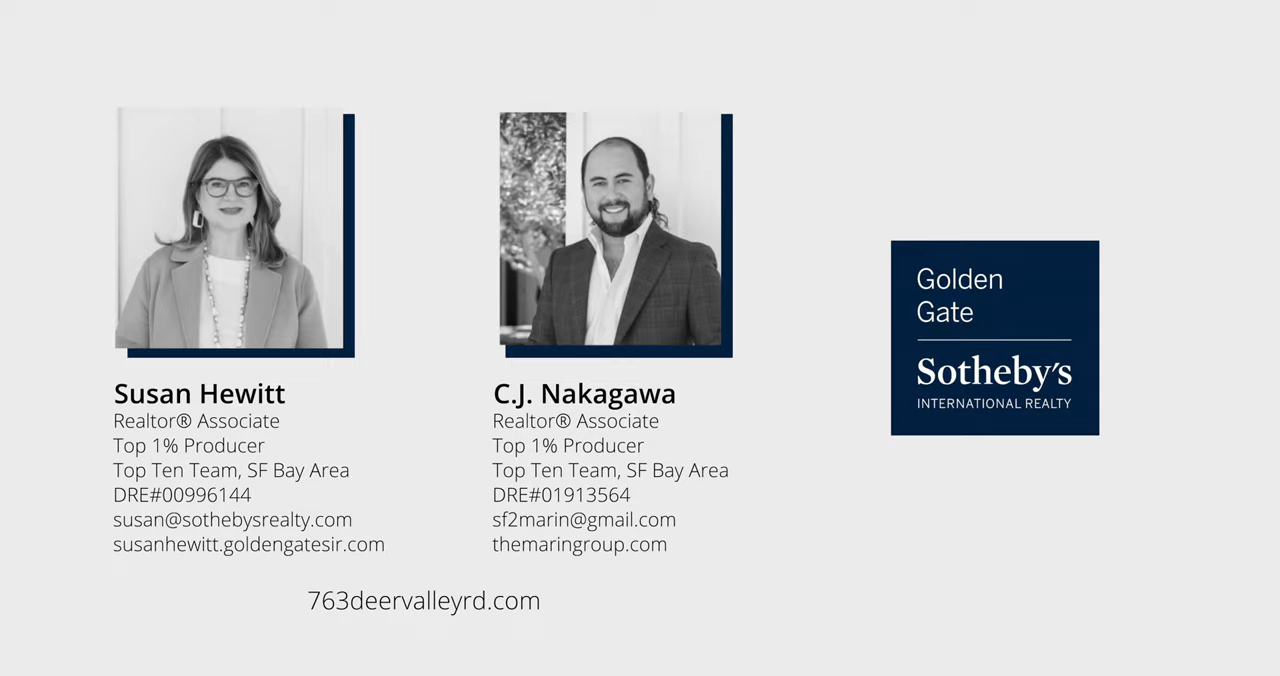 Susan Hewitt
Realtor® Associate
Top 1% Producer
Top Ten Team, SF Bay Area
DRE#00996144
susan@sothebysrealty.com
susanhewitt.goldengatesir.com
C.J. Nakagawa
Realtor® Associate
Top 1% Producer
Top Ten Team, SF Bay Area
DRE#01913564
sf2marin@gmail.com
themaringroup.com
763deervalleyrd.com
Golden
Gate
Sotheby's
INTERNATIONAL REALTY